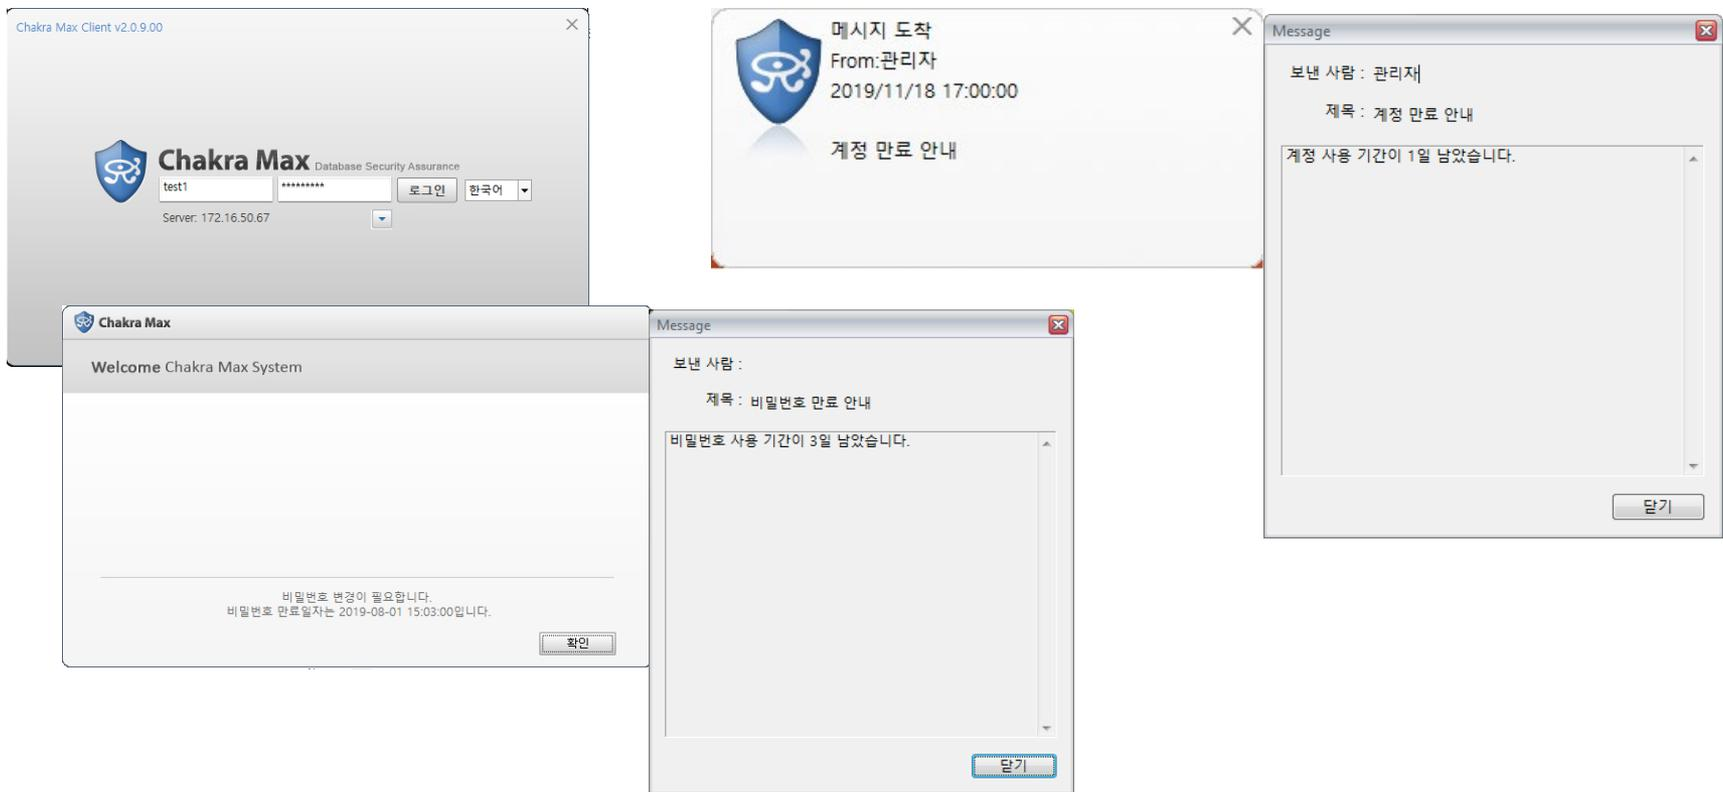 Chakra Max Client v2.0.9.00
Chakra Max Database Security Assurance
test1 ********* 로그인 한국어
Server: 172.16.50.67
메시지 도착
From:관리자
2019/11/18 17:00:00
계정 만료 안내
Message
보낸 사람 : 관리자
제목 : 계정 만료 안내
계정 사용 기간이 1일 남았습니다.
닫기
Chakra Max
Welcome Chakra Max System
비밀번호 변경이 필요합니다.
비밀번호 만료일자는 2019-08-01 15:03:00입니다.
확인
Message
보낸 사람 :
제목 : 비밀번호 만료 안내
비밀번호 사용 기간이 3일 남았습니다.
닫기